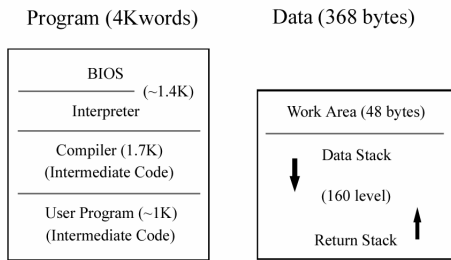 Program (4Kwords)
BIOS
(~1.4K)
Interpreter
Compiler (1.7K)
(Intermediate Code)
User Program (~1K)
(Intermediate Code)
Data (368 bytes)
Work Area (48 bytes)
Data Stack
(160 level)
Return Stack